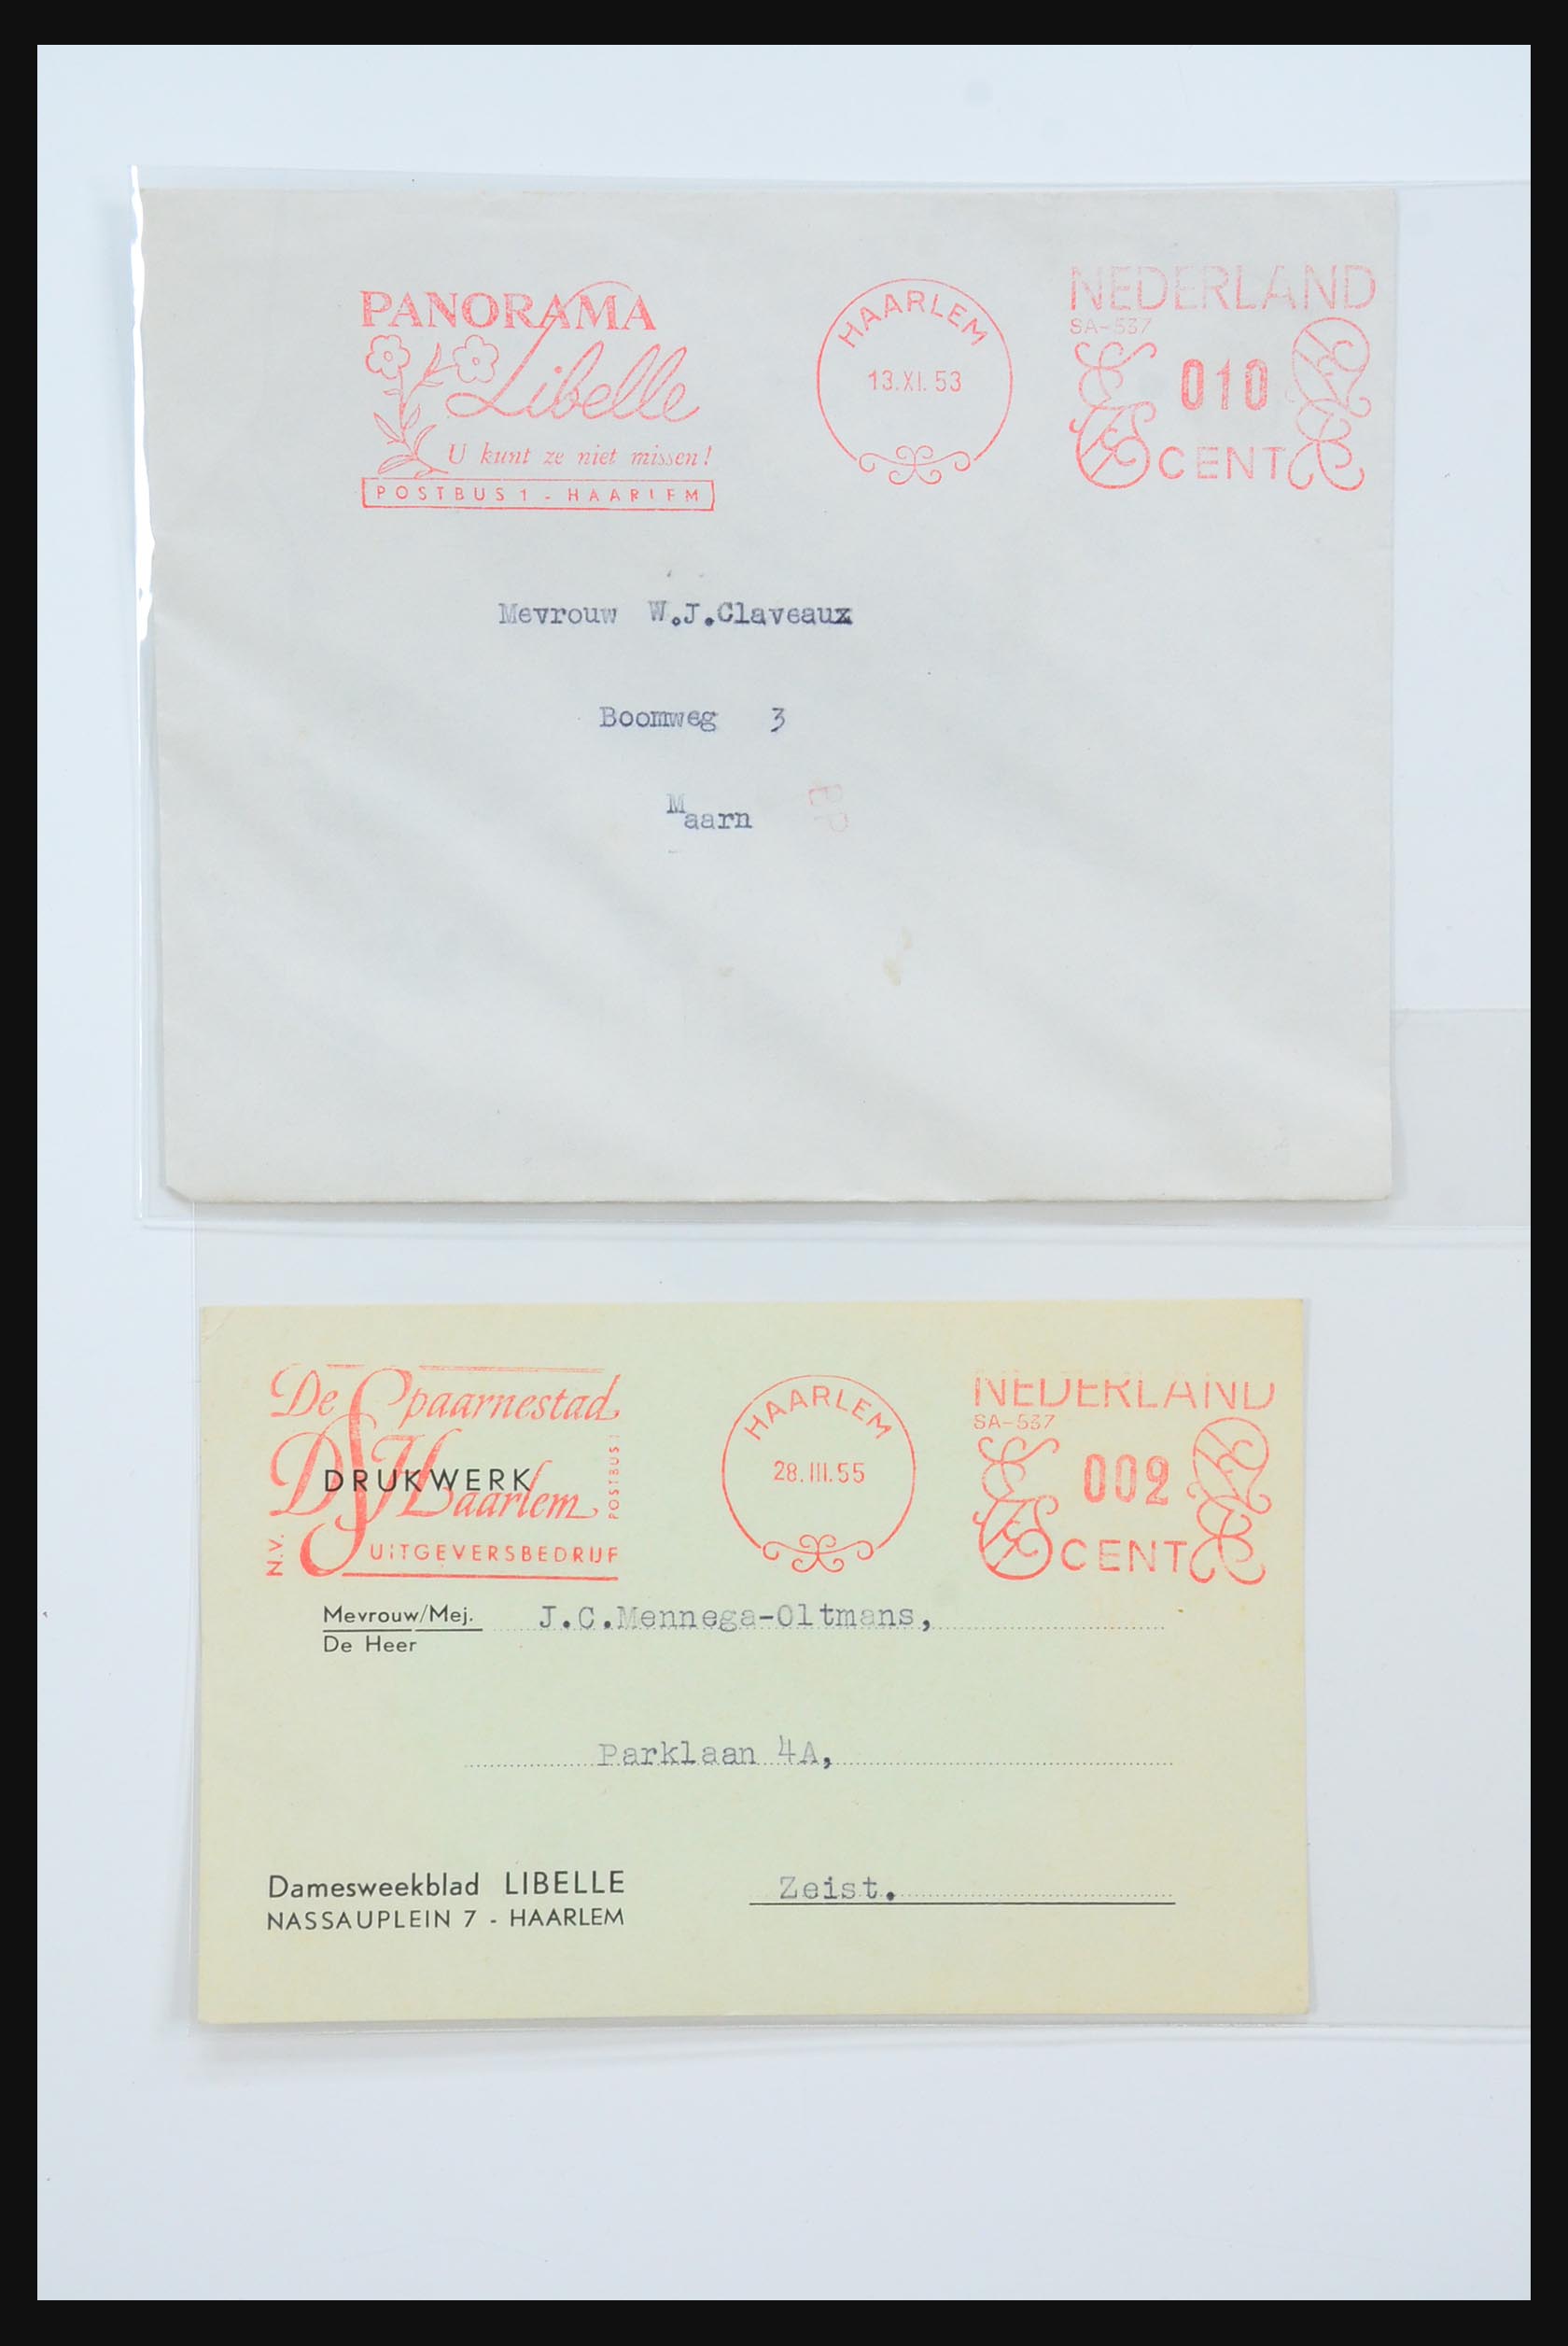 PANORAMA
Libelle
U kunt ze niet missen!
POSTBUS 1 - HAARLEM
HAARLEM
13.XI.53
NEDERLAND
SA-537
010
CENT
Mevrouw W.J.Claveaux
Boomweg 3
Maarn
De Spaarnestad
Haarlem
POSTBUS 1
DRUKWERK
N.V.
UITGEVERSBEDRIJF
HAARLEM
28.III.55
NEDERLAND
SA-537
002
CENT
Mevrouw/Mej. J.C.Mennega-Oltmans,
De Heer
Parklaan 4A,
Damesweekblad LIBELLE
NASSAUPLEIN 7 - HAARLEM
Zeist.